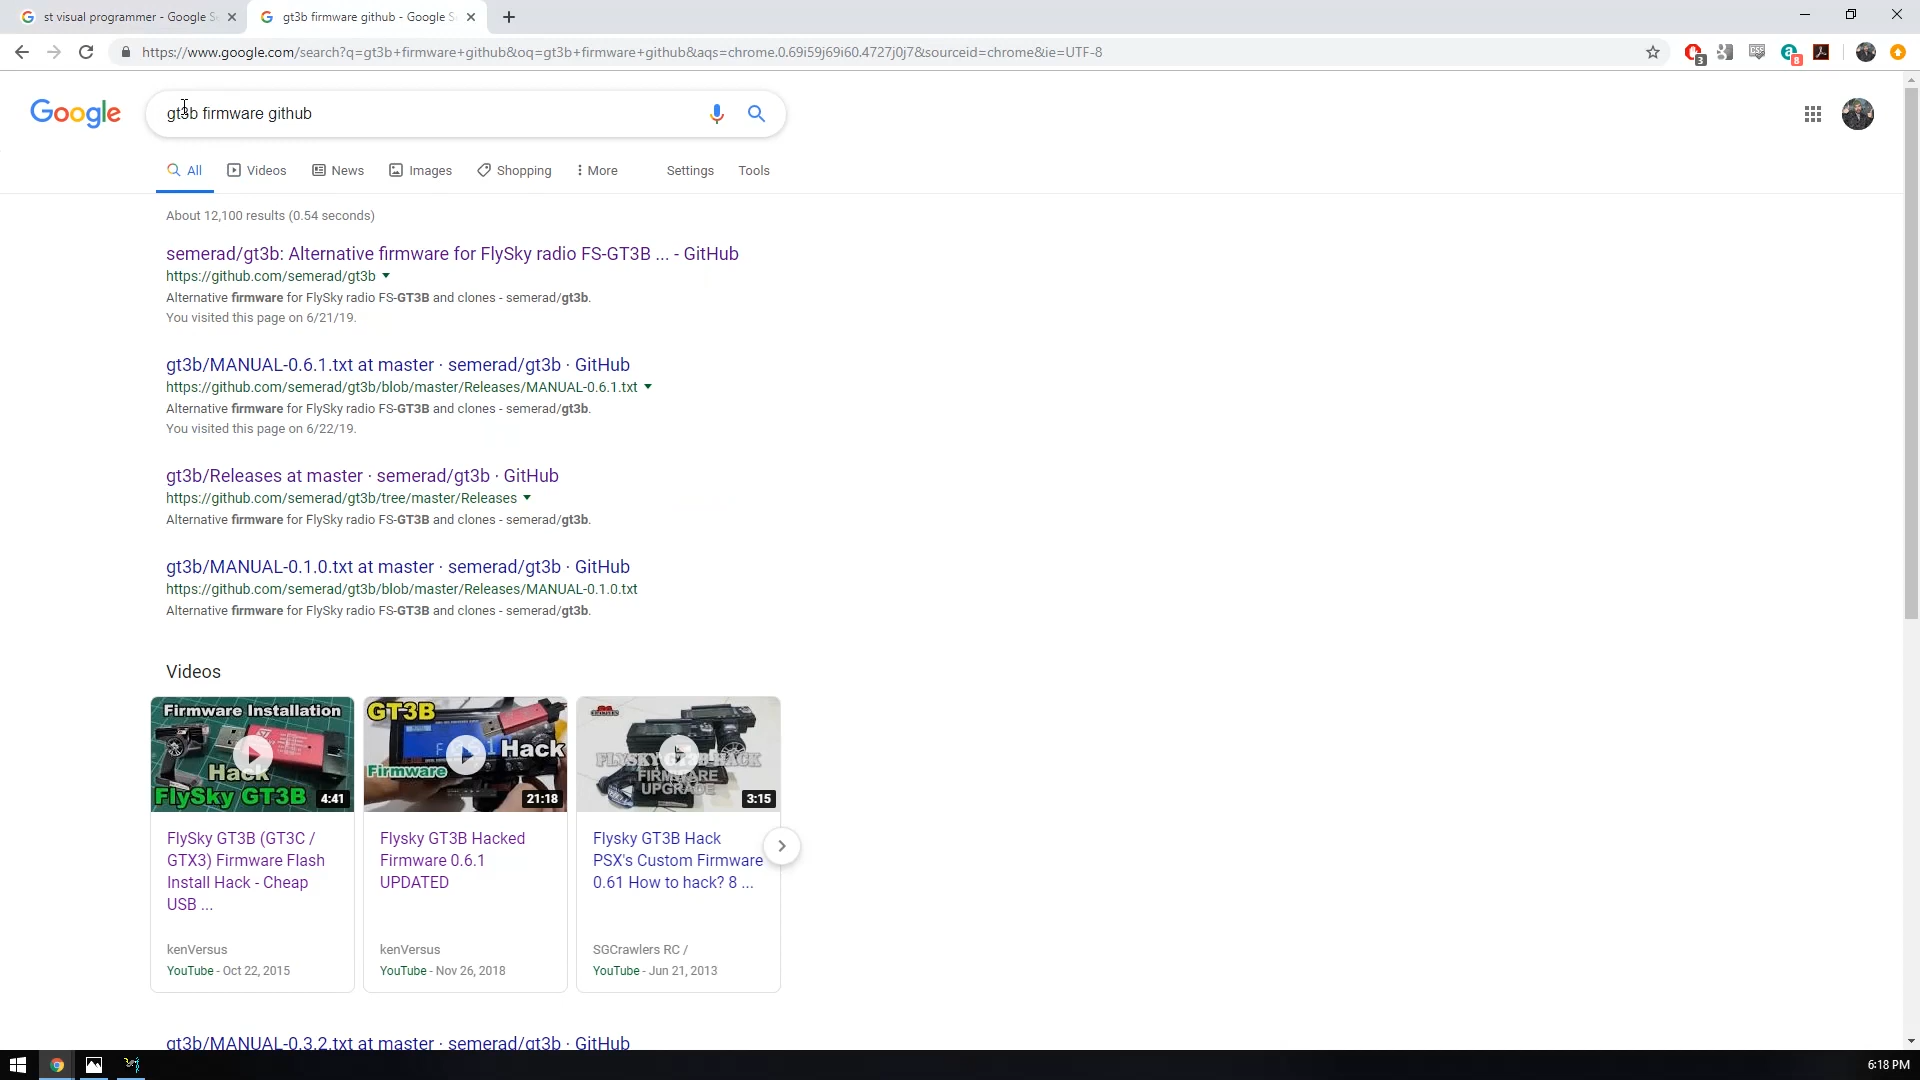 st visual programmer - Google S
gt3b firmware github - Google S
https://www.google.com/search?q=gt3b+firmware+github&oq=gt3b+firmware+github&aqs=chrome.0.69i59j69i60.4727j0j7&sourceid=chrome&ie=UTF-8
3
CSS
8
Google
gt3b firmware github
All
Videos
News
Images
Shopping
More
Settings
Tools
About 12,100 results (0.54 seconds)
semerad/gt3b: Alternative firmware for FlySky radio FS-GT3B ... - GitHub
https://github.com/semerad/gt3b
Alternative firmware for FlySky radio FS-GT3B and clones - semerad/gt3b.
You visited this page on 6/21/19.
gt3b/MANUAL-0.6.1.txt at master · semerad/gt3b · GitHub
https://github.com/semerad/gt3b/blob/master/Releases/MANUAL-0.6.1.txt
Alternative firmware for FlySky radio FS-GT3B and clones - semerad/gt3b.
You visited this page on 6/22/19.
gt3b/Releases at master · semerad/gt3b · GitHub
https://github.com/semerad/gt3b/tree/master/Releases
Alternative firmware for FlySky radio FS-GT3B and clones - semerad/gt3b.
gt3b/MANUAL-0.1.0.txt at master · semerad/gt3b · GitHub
https://github.com/semerad/gt3b/blob/master/Releases/MANUAL-0.1.0.txt
Alternative firmware for FlySky radio FS-GT3B and clones - semerad/gt3b.
Videos
Firmware Installation
Hack
FlySky GT3B
4:41
FlySky GT3B (GT3C /
GTX3) Firmware Flash
Install Hack - Cheap
USB ...
kenVersus
YouTube - Oct 22, 2015
GT3B
Hack
Firmware
21:18
Flysky GT3B Hacked
Firmware 0.6.1
UPDATED
kenVersus
YouTube - Nov 26, 2018
FLYSKY GT3B HACK
FIRMWARE
UPGRADE
3:15
Flysky GT3B Hack
PSX's Custom Firmware
0.61 How to hack? 8 ...
SGCrawlers RC /
YouTube - Jun 21, 2013
gt3b/MANUAL-0.3.2.txt at master · semerad/gt3b · GitHub
6:18 PM